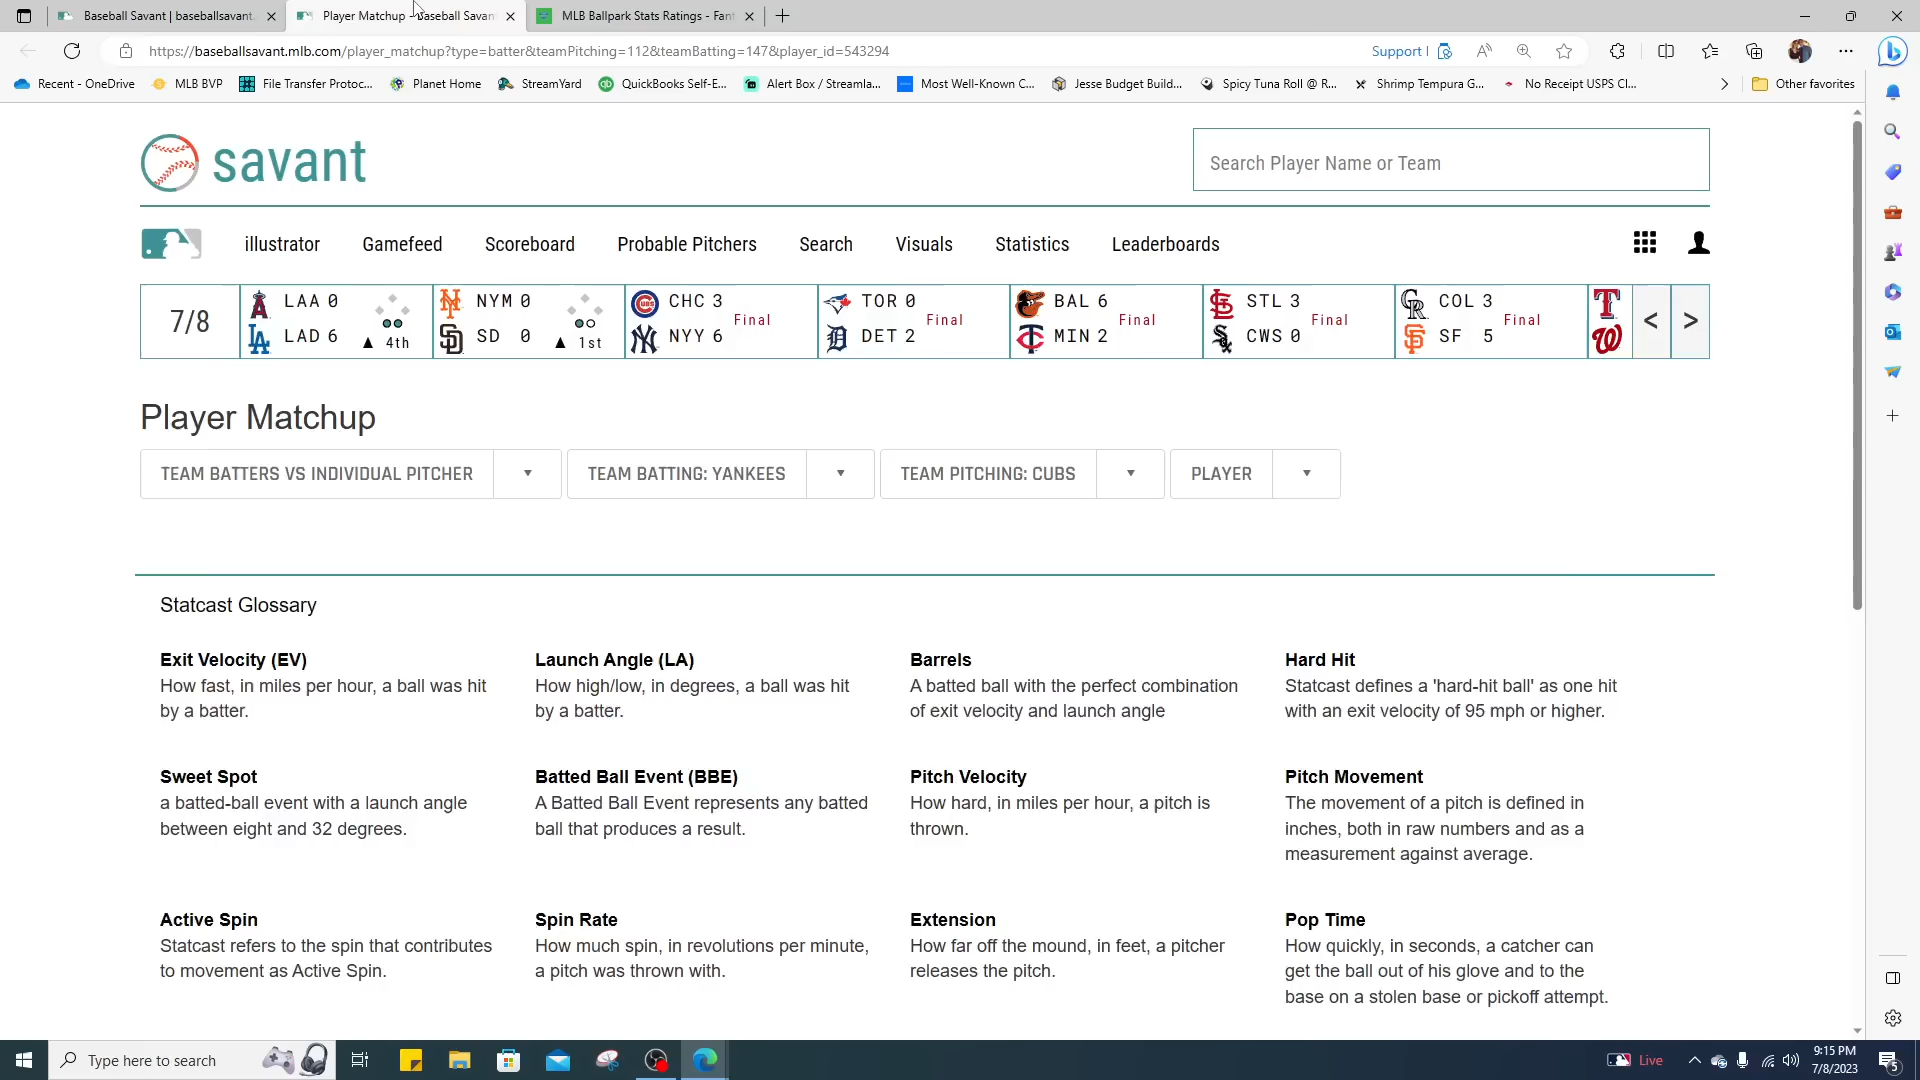 Baseball Savant | baseballsavant.
Player Matchup - Baseball Savan
MLB Ballpark Stats Ratings - Fant
https://baseballsavant.mlb.com/player_matchup?type=batter&teamPitching=112&teamBatting=147&player_id=543294
Support I
Recent - OneDrive
MLB BVP
File Transfer Protoc...
Planet Home
StreamYard
QuickBooks Self-E...
Alert Box / Streamla...
Most Well-Known C...
Jesse Budget Build...
Spicy Tuna Roll @ R...
Shrimp Tempura G...
No Receipt USPS Cl...
Other favorites
savant
Search Player Name or Team
illustrator
Gamefeed
Scoreboard
Probable Pitchers
Search
Visuals
Statistics
Leaderboards
7/8
LAA 0
LAD 6
▲ 4th
NYM 0
SD 0
▲ 1st
CHC 3
NYY 6
Final
TOR 0
DET 2
Final
BAL 6
MIN 2
Final
STL 3
CWS 0
Final
COL 3
SF 5
Final
<
>
Player Matchup
TEAM BATTERS VS INDIVIDUAL PITCHER
TEAM BATTING: YANKEES
TEAM PITCHING: CUBS
PLAYER
Statcast Glossary
Exit Velocity (EV)
How fast, in miles per hour, a ball was hit
by a batter.
Launch Angle (LA)
How high/low, in degrees, a ball was hit
by a batter.
Barrels
A batted ball with the perfect combination
of exit velocity and launch angle
Hard Hit
Statcast defines a 'hard-hit ball' as one hit
with an exit velocity of 95 mph or higher.
Sweet Spot
a batted-ball event with a launch angle
between eight and 32 degrees.
Batted Ball Event (BBE)
A Batted Ball Event represents any batted
ball that produces a result.
Pitch Velocity
How hard, in miles per hour, a pitch is
thrown.
Pitch Movement
The movement of a pitch is defined in
inches, both in raw numbers and as a
measurement against average.
Active Spin
Statcast refers to the spin that contributes
to movement as Active Spin.
Spin Rate
How much spin, in revolutions per minute,
a pitch was thrown with.
Extension
How far off the mound, in feet, a pitcher
releases the pitch.
Pop Time
How quickly, in seconds, a catcher can
get the ball out of his glove and to the
base on a stolen base or pickoff attempt.
Type here to search
Live
9:15 PM
7/8/2023
5